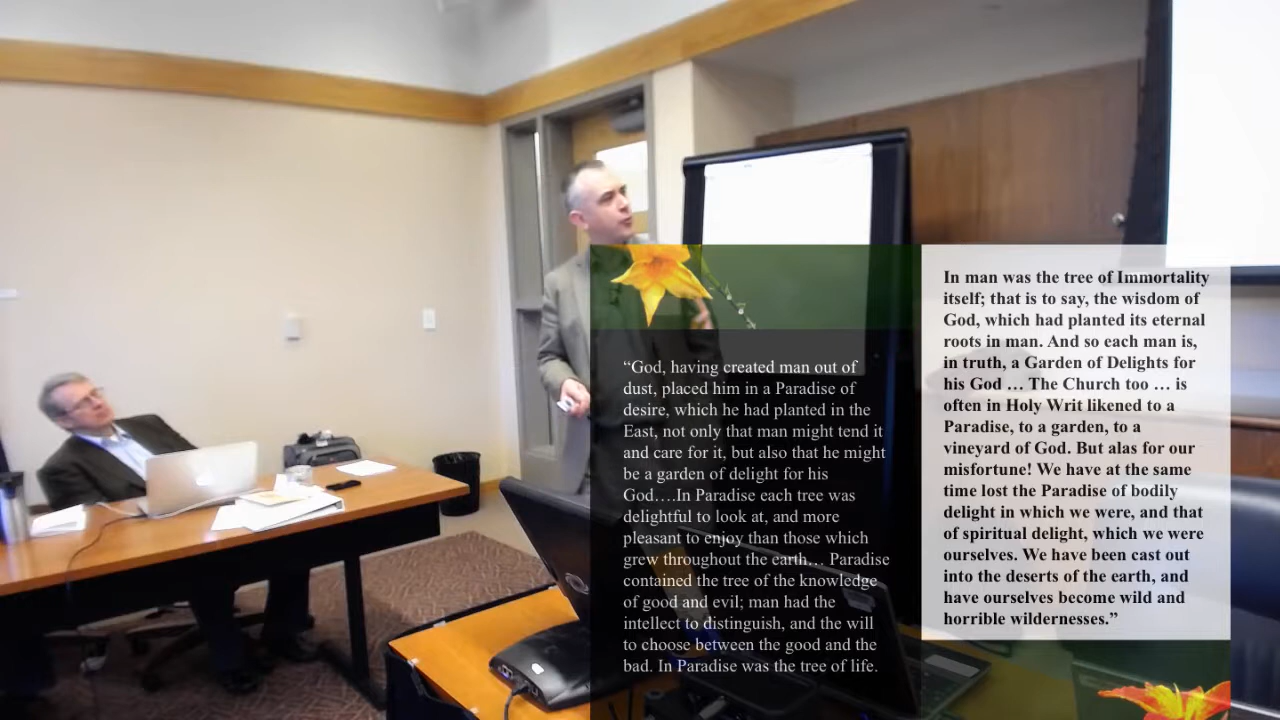 “God, having created man out of
dust, placed him in a Paradise of
desire, which he had planted in the
East, not only that man might tend it
and care for it, but also that he might
be a garden of delight for his
God….In Paradise each tree was
delightful to look at, and more
pleasant to enjoy than those which
grew throughout the earth… Paradise
contained the tree of the knowledge
of good and evil; man had the
intellect to distinguish, and the will
to choose between the good and the
bad. In Paradise was the tree of life.
In man was the tree of Immortality
itself; that is to say, the wisdom of
God, which had planted its eternal
roots in man. And so each man is,
in truth, a Garden of Delights for
his God … The Church too … is
often in Holy Writ likened to a
Paradise, to a garden, to a
vineyard of God. But alas for our
misfortune! We have at the same
time lost the Paradise of bodily
delight in which we were, and that
of spiritual delight, which we were
ourselves. We have been cast out
into the deserts of the earth, and
have ourselves become wild and
horrible wildernesses.”